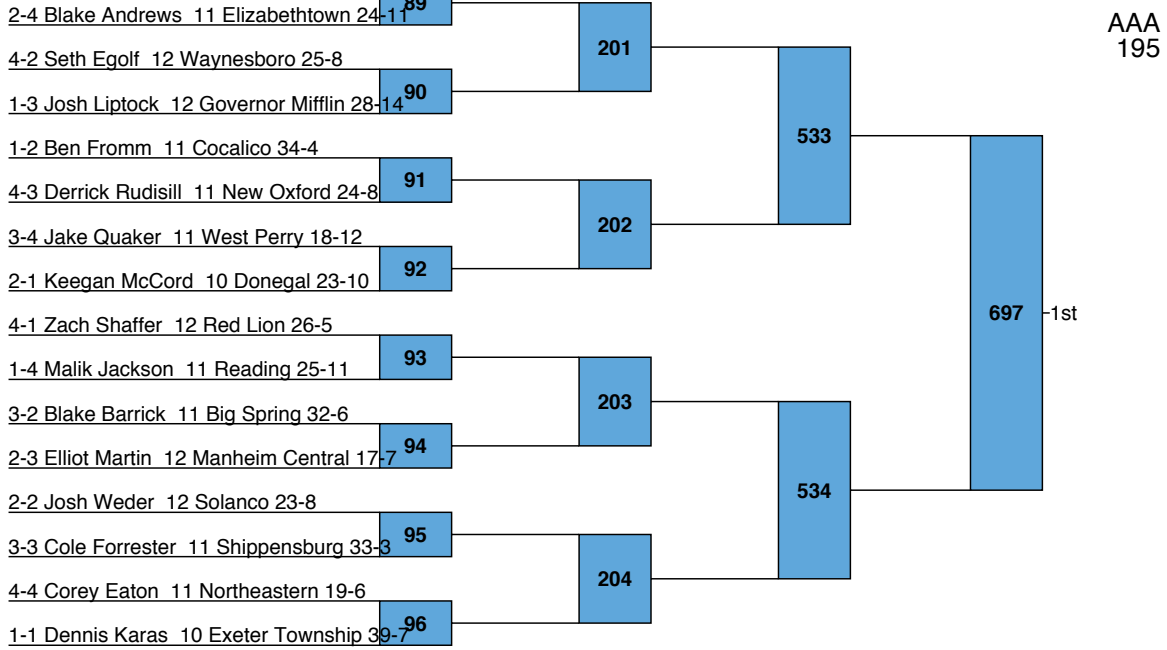 89
2-4 Blake Andrews 11 Elizabethtown 24-11
201
AAA
195
4-2 Seth Egolf 12 Waynesboro 25-8
90
1-3 Josh Liptock 12 Governor Mifflin 28-14
533
1-2 Ben Fromm 11 Cocalico 34-4
91
4-3 Derrick Rudisill 11 New Oxford 24-8
202
3-4 Jake Quaker 11 West Perry 18-12
92
2-1 Keegan McCord 10 Donegal 23-10
697
1st
4-1 Zach Shaffer 12 Red Lion 26-5
93
1-4 Malik Jackson 11 Reading 25-11
203
3-2 Blake Barrick 11 Big Spring 32-6
94
2-3 Elliot Martin 12 Manheim Central 17-7
534
2-2 Josh Weder 12 Solanco 23-8
95
3-3 Cole Forrester 11 Shippensburg 33-3
204
4-4 Corey Eaton 11 Northeastern 19-6
96
1-1 Dennis Karas 10 Exeter Township 39-7